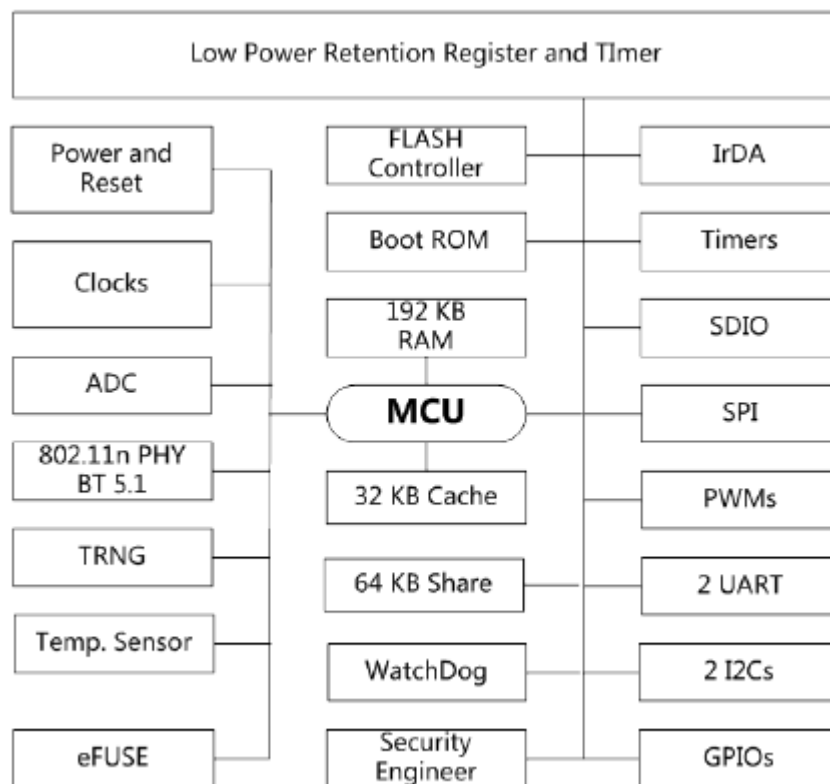 Low Power Retention Register and TImer
Power and
Reset
Clocks
ADC
802.11n PHY
BT 5.1
TRNG
Temp. Sensor
eFUSE
FLASH
Controller
Boot ROM
192 KB
RAM
MCU
32 KB Cache
64 KB Share
WatchDog
Security
Engineer
IrDA
Timers
SDIO
SPI
PWMs
2 UART
2 I2Cs
GPIOs